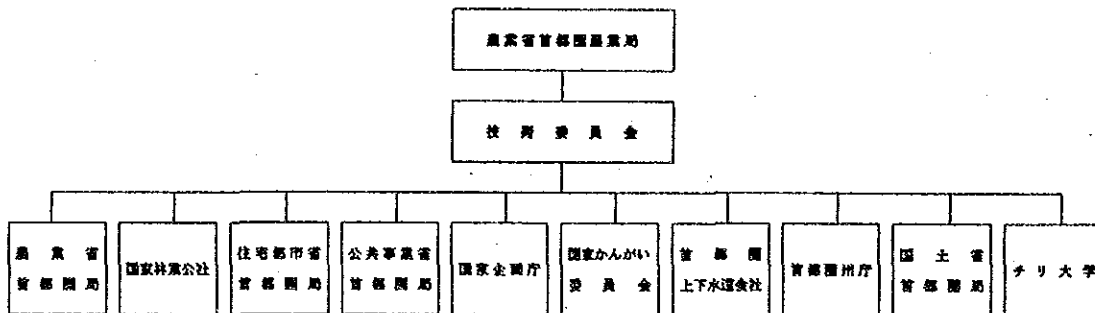 農業省首都圏農業局
技術委員会
農業省
首都圏局
国家林業公社
住宅都市省
首都圏局
公共事業省
首都圏局
国家企画庁
国家かんがい
委員会
首都圏
上下水道会社
首都圏州庁
国土省
首都圏局
チリ大学